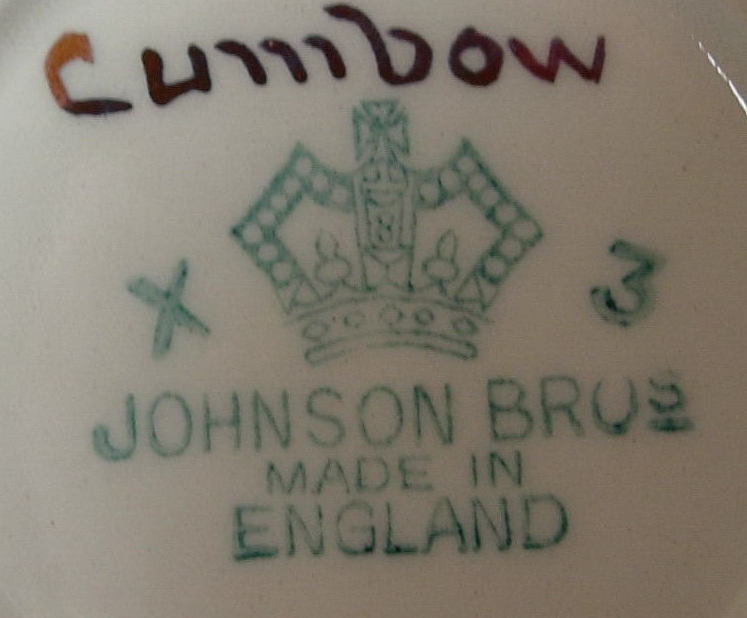 Cumbow
X 3
JOHNSON BROS
MADE IN
ENGLAND